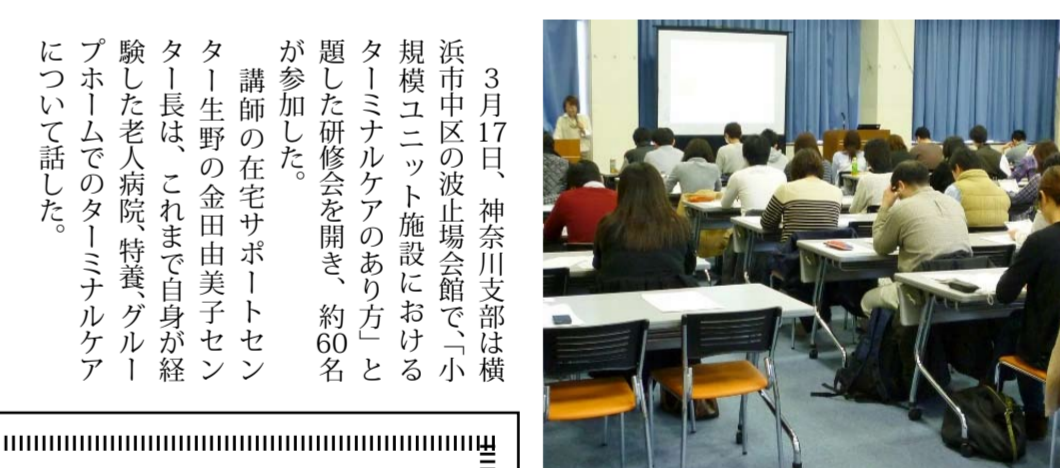 ３月17日、神奈川支部は横
浜市中区の波止場会館で、「小
規模ユニット施設における
ターミナルケアのあり方」と
題した研修会を開き、約60名
が参加した。
講師の在宅サポートセン
ター生野の金田由美子セン
ター長は、これまで自身が経
験した老人病院、特養、グルー
プホームでのターミナルケア
について話した。